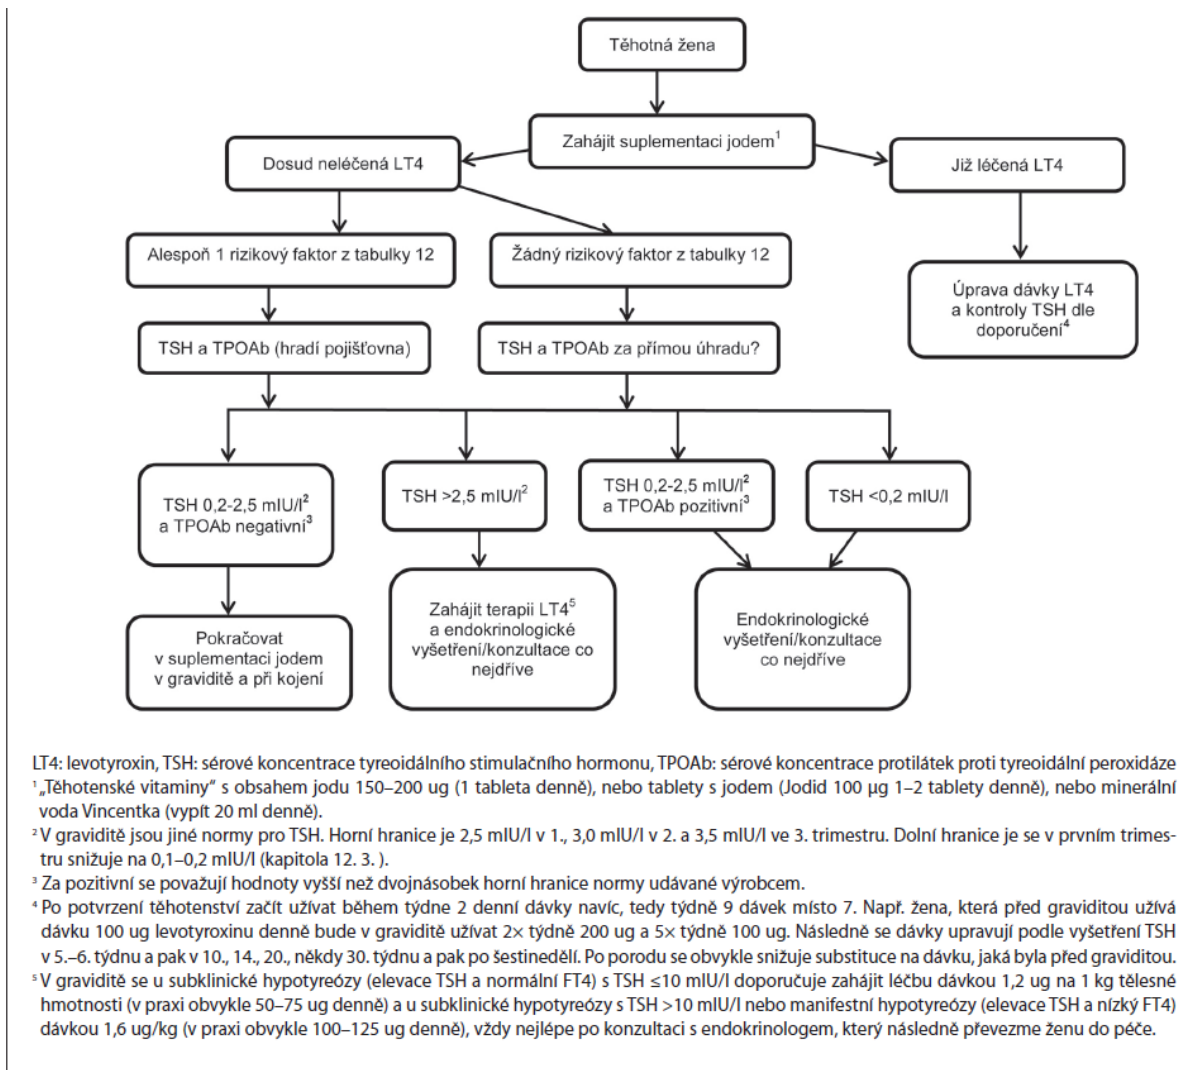 Těhotná žena
Zahájit suplementaci jodem¹
Dosud neléčená LT4
Již léčená LT4
Alespoň 1 rizikový faktor z tabulky 12
Žádný rizikový faktor z tabulky 12
Úprava dávky LT4
a kontroly TSH dle
doporučení⁴
TSH a TPOAb (hradí pojišťovna)
TSH a TPOAb za přímou úhradu?
TSH 0,2-2,5 mIU/l²
a TPOAb negativní³
TSH >2,5 mIU/l²
TSH 0,2-2,5 mIU/l²
a TPOAb pozitivní³
TSH <0,2 mIU/l
Pokračovat
v suplementaci jodem
v graviditě a při kojení
Zahájit terapii LT4⁵
a endokrinologické
vyšetření/konzultace co
nejdříve
Endokrinologické
vyšetření/konzultace
co nejdříve
LT4: levotyroxin, TSH: sérové koncentrace tyreoidálního stimulačního hormonu, TPOAb: sérové koncentrace protilátek proti tyreoidální peroxidáze
¹ „Těhotenské vitaminy“ s obsahem jodu 150–200 ug (1 tableta denně), nebo tablety s jodem (Jodid 100 µg 1–2 tablety denně), nebo minerální
voda Vincentka (vypít 20 ml denně).
² V graviditě jsou jiné normy pro TSH. Horní hranice je 2,5 mIU/l v 1., 3,0 mIU/l v 2. a 3,5 mIU/l ve 3. trimestru. Dolní hranice je se v prvním trimes-
tru snižuje na 0,1–0,2 mIU/l (kapitola 12. 3. ).
³ Za pozitivní se považují hodnoty vyšší než dvojnásobek horní hranice normy udávané výrobcem.
⁴ Po potvrzení těhotenství začít užívat během týdne 2 denní dávky navíc, tedy týdně 9 dávek místo 7. Např. žena, která před graviditou užívá
dávku 100 ug levotyroxinu denně bude v graviditě užívat 2× týdně 200 ug a 5× týdně 100 ug. Následně se dávky upravují podle vyšetření TSH
v 5.–6. týdnu a pak v 10., 14., 20., někdy 30. týdnu a pak po šestinedělí. Po porodu se obvykle snižuje substituce na dávku, jaká byla před graviditou.
⁵ V graviditě se u subklinické hypotyreózy (elevace TSH a normální FT4) s TSH ≤10 mIU/l doporučuje zahájit léčbu dávkou 1,2 ug na 1 kg tělesné
hmotnosti (v praxi obvykle 50–75 ug denně) a u subklinické hypotyreózy s TSH >10 mIU/l nebo manifestní hypotyreózy (elevace TSH a nízký FT4)
dávkou 1,6 ug/kg (v praxi obvykle 100–125 ug denně), vždy nejlépe po konzultaci s endokrinologem, který následně převezme ženu do péče.